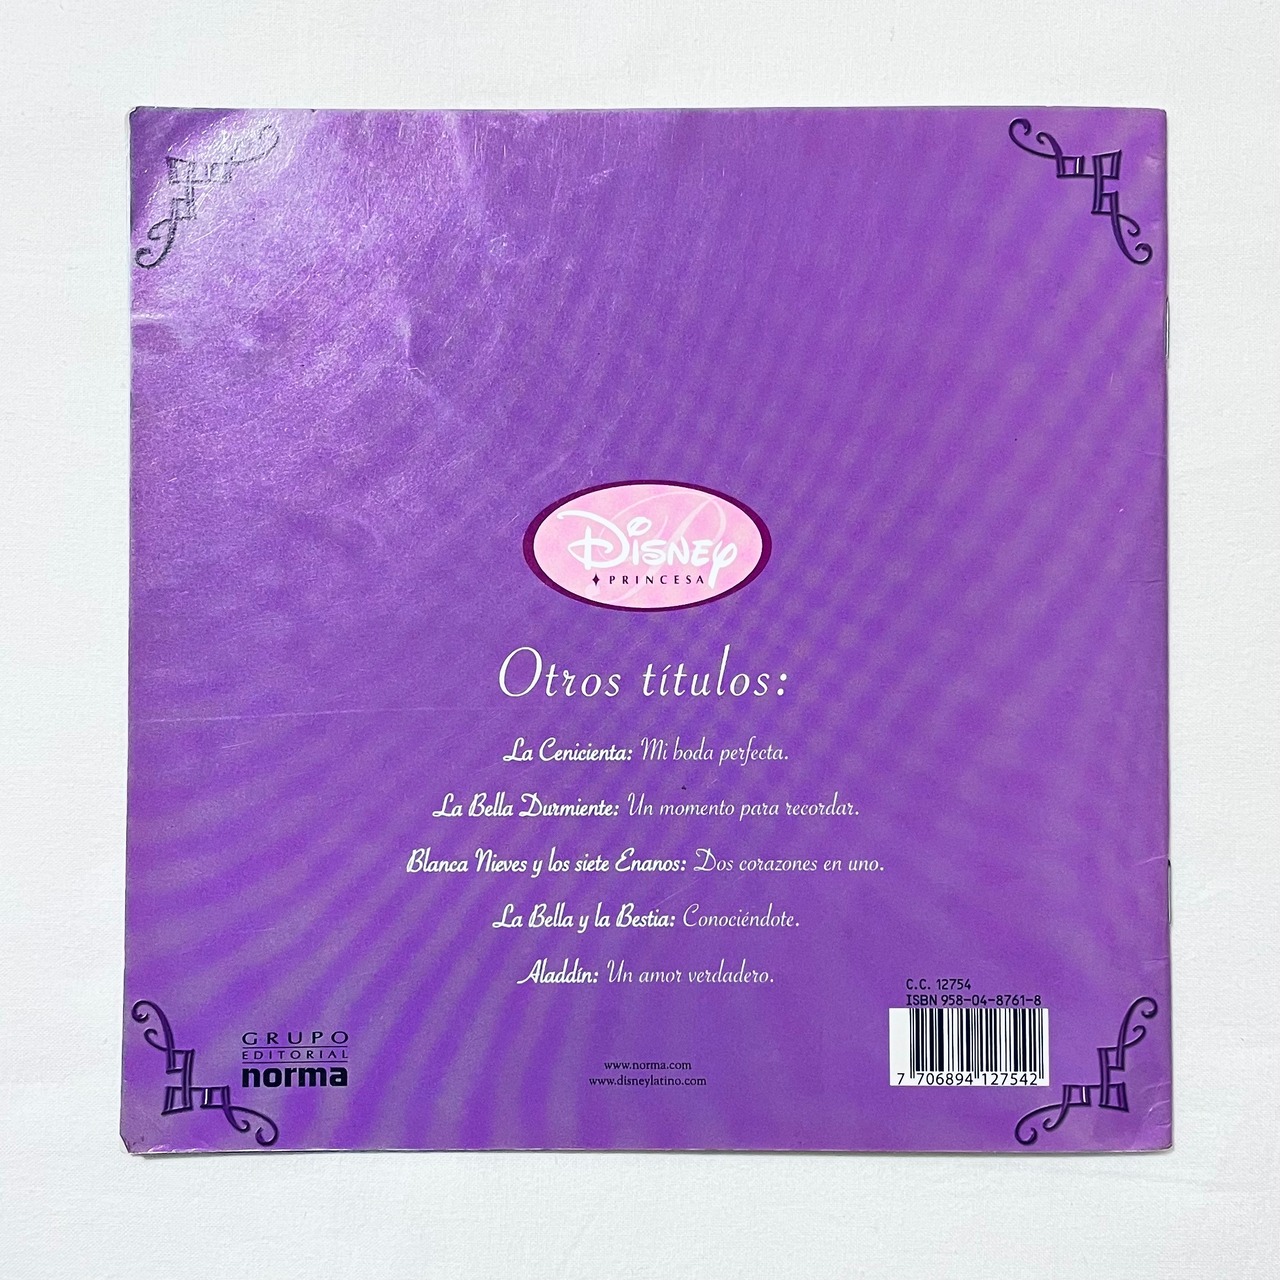 Disney
PRINCESA
Otros títulos:
La Cenicienta: Mi boda perfecta.
La Bella Durmiente: Un momento para recordar.
Blanca Nieves y los siete Enanos: Dos corazones en uno.
La Bella y la Bestia: Conociéndote.
Aladdín: Un amor verdadero.
C.C. 12754
ISBN 958-04-8761-8
7 706894 127542
GRUPO
EDITORIAL
norma
www.norma.com
www.disneylatino.com